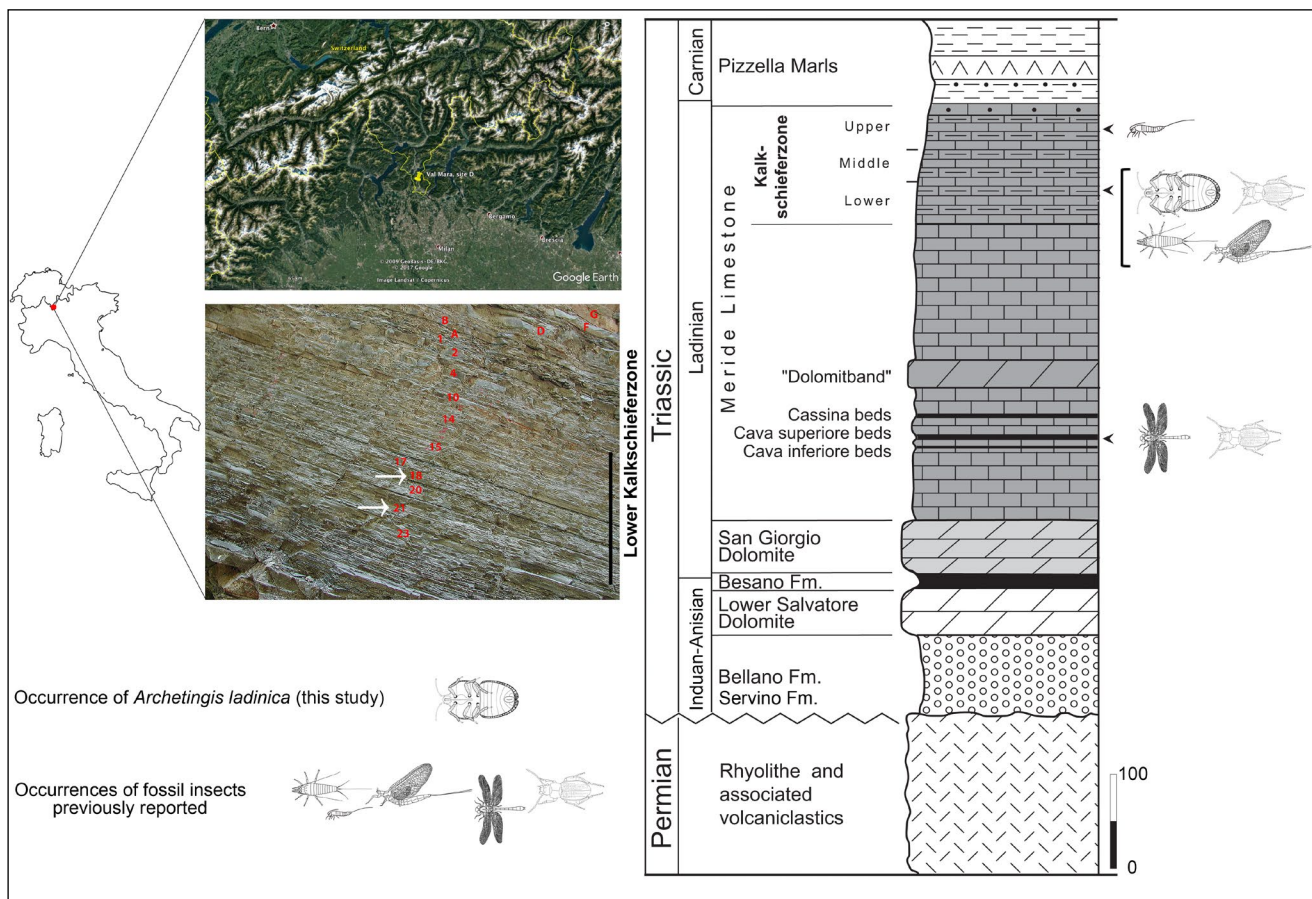 Bern
Switzerland
Val Mara, site D
Bergamo
Brescia
Milan
© 2009 GeoBasis-DE/BKG
© 2017 Google
Image Landsat / Copernicus
Google Earth
B
G
1
A
D
F
2
4
10
14
15
17
18
20
21
23
Lower Kalkschieferzone
Occurrence of Archetingis ladinica (this study)
Occurrences of fossil insects
previously reported
Triassic
Permian
Carnian
Ladinian
Induan-Anisian
Pizzella Marls
Meride Limestone
Kalk-
schieferzone
Upper
Middle
Lower
"Dolomitband"
Cassina beds
Cava superiore beds
Cava inferiore beds
San Giorgio
Dolomite
Besano Fm.
Lower Salvatore
Dolomite
Bellano Fm.
Servino Fm.
Rhyolithe and
associated
volcaniclastics
100
0